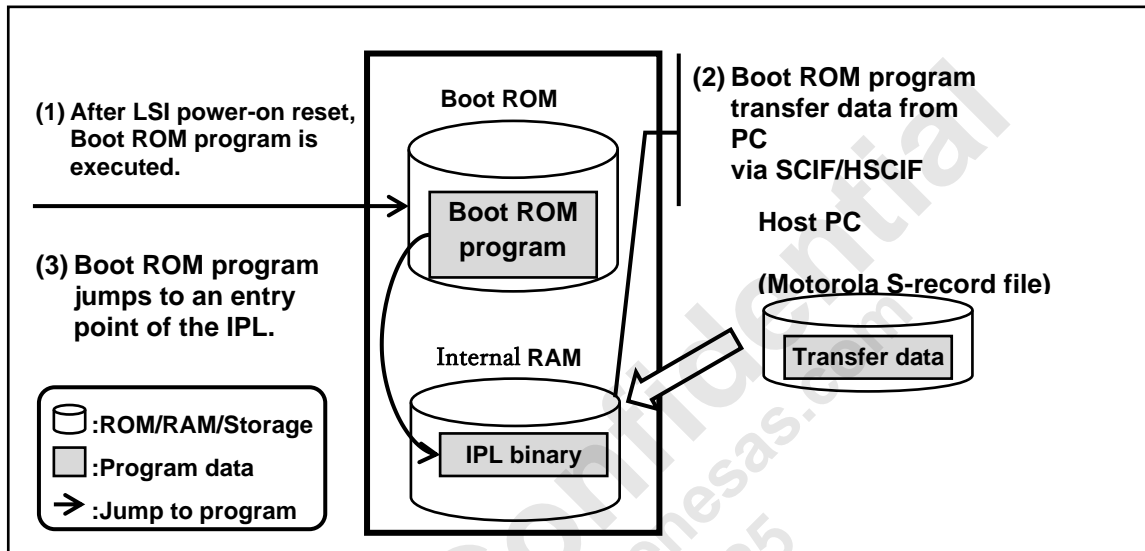 (1) After LSI power-on reset,
Boot ROM program is
executed.
(3) Boot ROM program
jumps to an entry
point of the IPL.
:ROM/RAM/Storage
:Program data
:Jump to program
Boot ROM
Boot ROM
program
Internal RAM
IPL binary
(2) Boot ROM program
transfer data from
PC
via SCIF/HSCIF
Host PC
(Motorola S-record file)
Transfer data